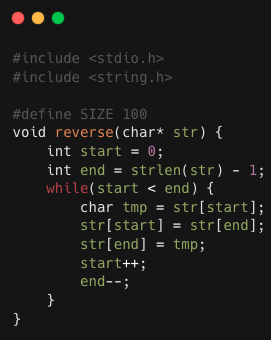 #include <stdio.h>
#include <string.h>

#define SIZE 100
void reverse(char* str) {
    int start = 0;
    int end = strlen(str) - 1;
    while(start < end) {
        char tmp = str[start];
        str[start] = str[end];
        str[end] = tmp;
        start++;
        end--;
    }
}